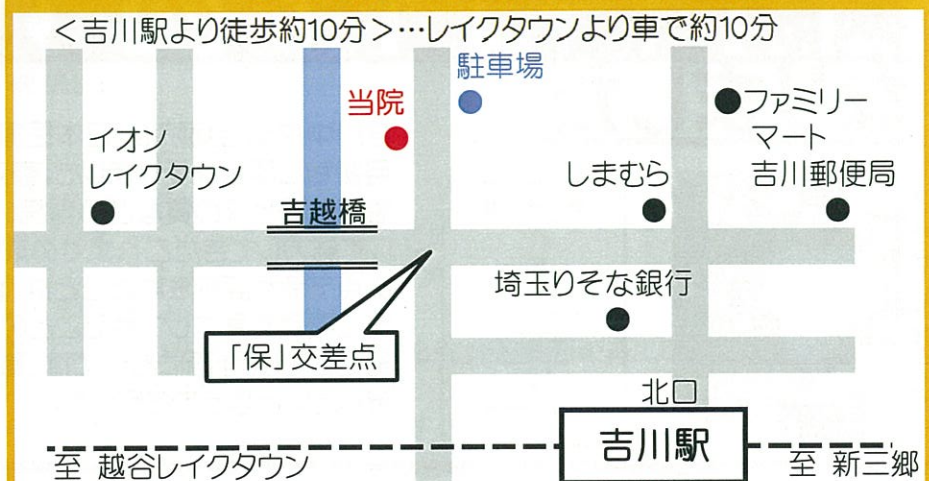 ＜吉川駅より徒歩約10分＞…レイクタウンより車で約10分
駐車場
当院
ファミリー
マート
イオン
レイクタウン
しまむら
吉川郵便局
吉越橋
埼玉りそな銀行
「保」交差点
北口
吉川駅
至 越谷レイクタウン
至 新三郷